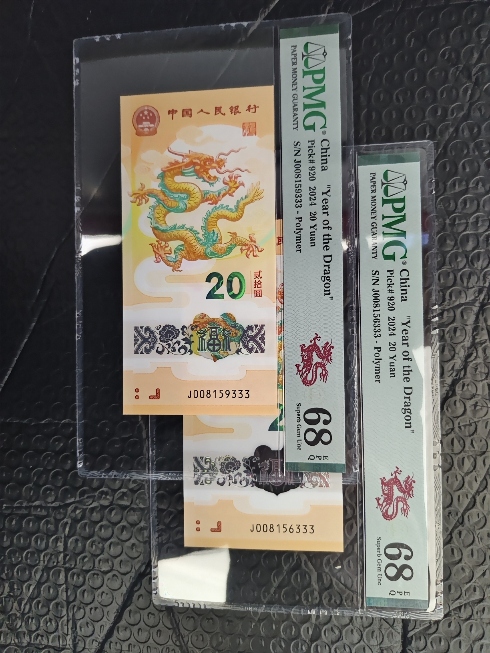 中国人民银行
20
贰拾圆
福
J008159333
PMG®
PAPER MONEY GUARANTY
China "Year of the Dragon"
Pick# 920 2024 20 Yuan
S/N J008159333 - Polymer
68 EPQ
Superb Gem Unc
J008156333
PMG®
PAPER MONEY GUARANTY
China "Year of the Dragon"
Pick# 920 2024 20 Yuan
S/N J008156333 - Polymer
68 EPQ
Superb Gem Unc